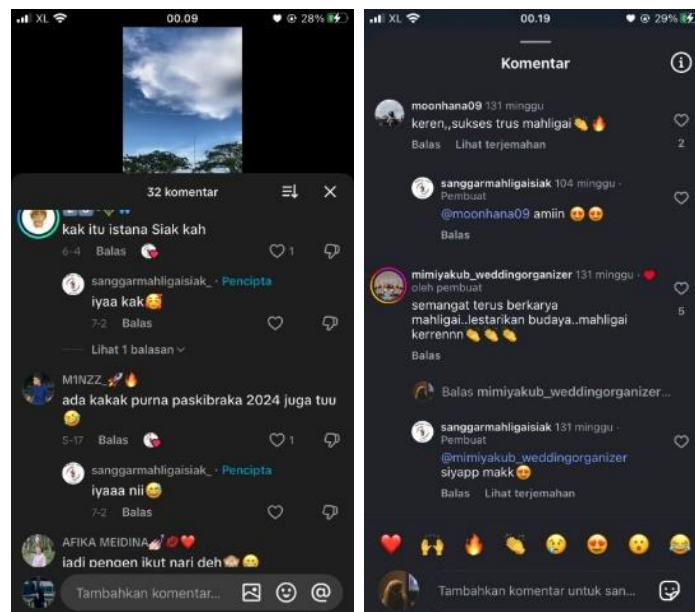 XL 00.09 28%
32 komentar
kak itu istana Siak kah
6-4 Balas 1
sanggarmahligaisiak_ · Pencipta
iyaa kak🥰
7-2 Balas
Lihat 1 balasan
M1NZZ_🚀🔥
ada kakak purna paskibraka 2024 juga tuu
🤣
5-17 Balas 1
sanggarmahligaisiak_ · Pencipta
iyaaa nii😅
7-2 Balas
AFIKA MEIDINA💅💋❤️
jadi pengen ikut nari deh🙈😄
Tambahkan komentar...
XL 00.19 29%
Komentar
moonhana09 131 minggu
keren,,sukses trus mahligai👏🔥
Balas Lihat terjemahan 2
sanggarmahligaisiak 104 minggu ·
Pembuat
@moonhana09 amiin 😍😍
Balas
mimiyakub_weddingorganizer 131 minggu · ❤️
oleh pembuat
semangat terus berkarya 5
mahligai..lestarikan budaya..mahligai
kerrennn👏👏👏
Balas
Balas mimiyakub_weddingorganizer...
sanggarmahligaisiak 131 minggu ·
Pembuat
@mimiyakub_weddingorganizer
siyapp makk😍
Balas Lihat terjemahan
❤️🙌🔥👏😢😍😮😂
Tambahkan komentar untuk san...